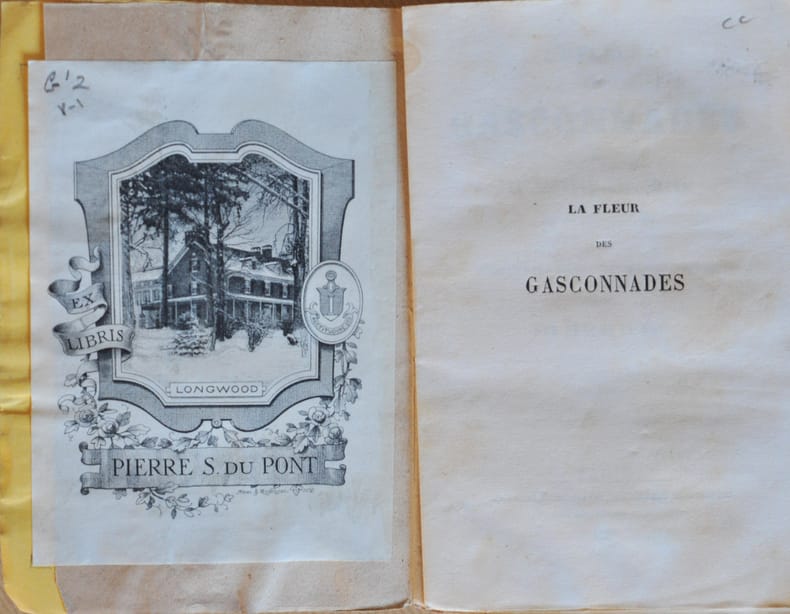 G'2
V-1
EX
LIBRIS
LONGWOOD
PIERRE S. DU PONT
cc
LA FLEUR
DES
GASCONNADES